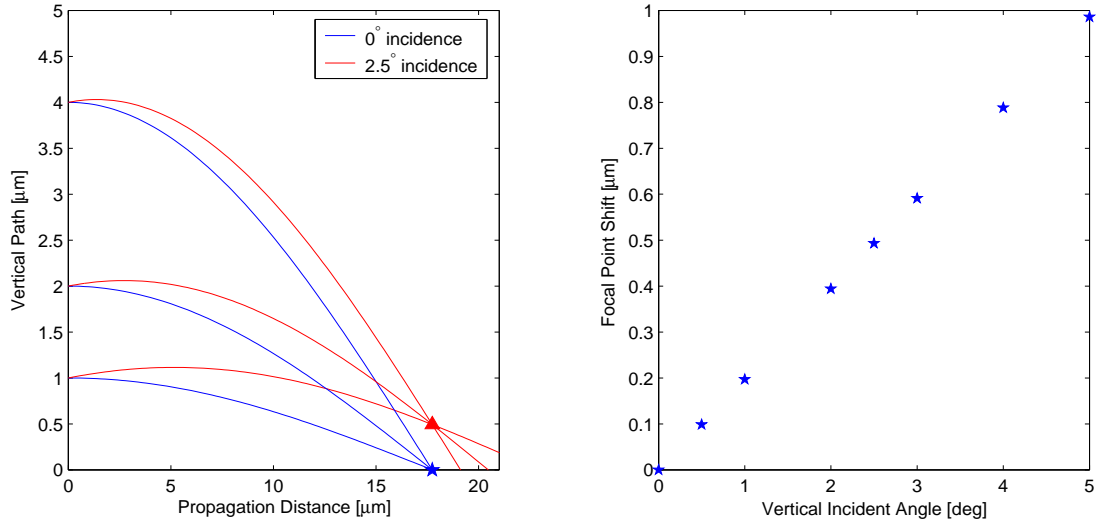 5
4.5
4
3.5
3
2.5
2
1.5
1
0.5
0
0 5 10 15 20
Vertical Path [μm]
Propagation Distance [μm]
0° incidence
2.5° incidence
1
0.9
0.8
0.7
0.6
0.5
0.4
0.3
0.2
0.1
0
0 1 2 3 4 5
Focal Point Shift [μm]
Vertical Incident Angle [deg]